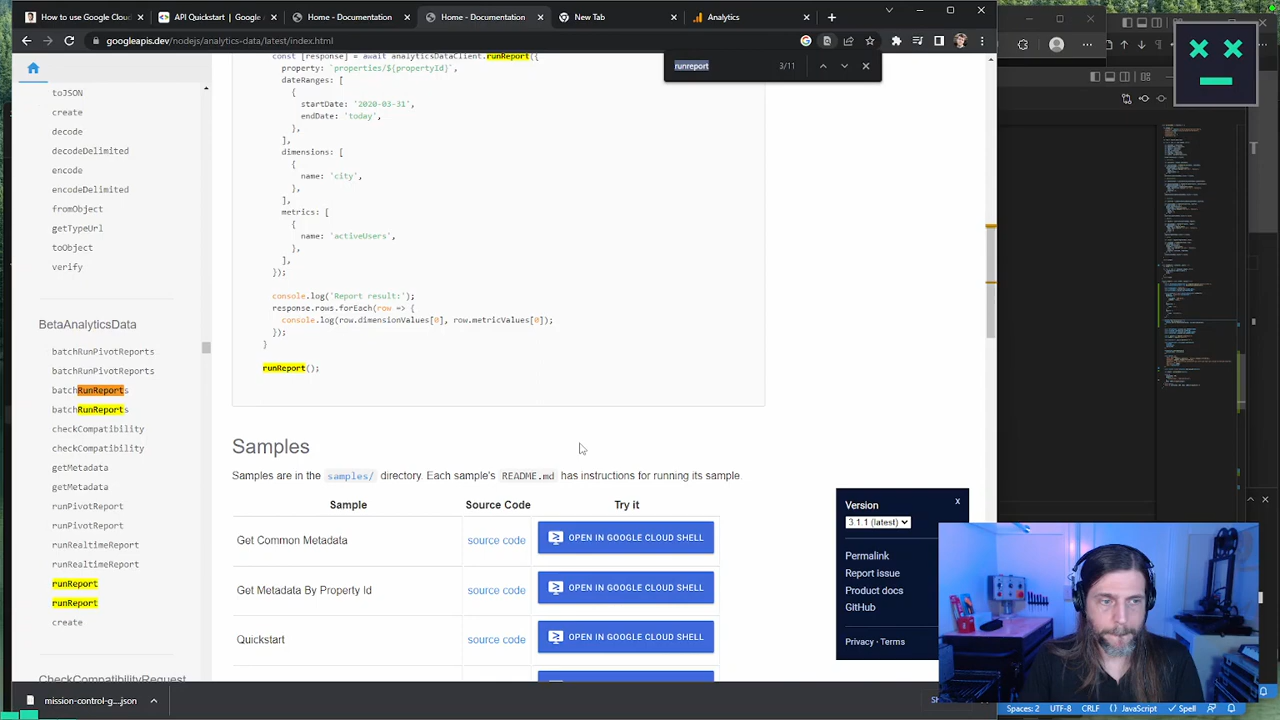 How to use Google Cloud
API Quickstart | Google
Home - Documentation
Home - Documentation
New Tab
Analytics
googleapis.dev/nodejs/analytics-data/latest/index.html
runreport
3/11
toJSON
create
decode
decodeDelimited
encode
encodeDelimited
fromObject
getTypeUrl
toObject
verify
BetaAnalyticsData
batchRunPivotReports
batchRunPivotReports
batchRunReports
batchRunReports
checkCompatibility
checkCompatibility
getMetadata
getMetadata
runPivotReport
runPivotReport
runRealtimeReport
runRealtimeReport
runReport
runReport
create
CheckCompatibilityRequest
const [response] = await analyticsDataClient.runReport({
property: `properties/${propertyId}`,
dateRanges: [
{
startDate: '2020-03-31',
endDate: 'today',
},
],
dimensions: [
{
name: 'city',
},
],
metrics: [
{
name: 'activeUsers',
},
],
});
console.log('Report result:');
response.rows.forEach(row => {
console.log(row.dimensionValues[0], row.metricValues[0]);
});
}
runReport();
Samples
Samples are in the samples/ directory. Each sample's README.md has instructions for running its sample.
Sample Source Code Try it
Get Common Metadata source code OPEN IN GOOGLE CLOUD SHELL
Get Metadata By Property Id source code OPEN IN GOOGLE CLOUD SHELL
Quickstart source code OPEN IN GOOGLE CLOUD SHELL
Version x
3.1.1 (latest)
Permalink
Report issue
Product docs
GitHub
Privacy · Terms
mission-control-g....json
Spaces: 2 UTF-8 CRLF {} JavaScript Spell